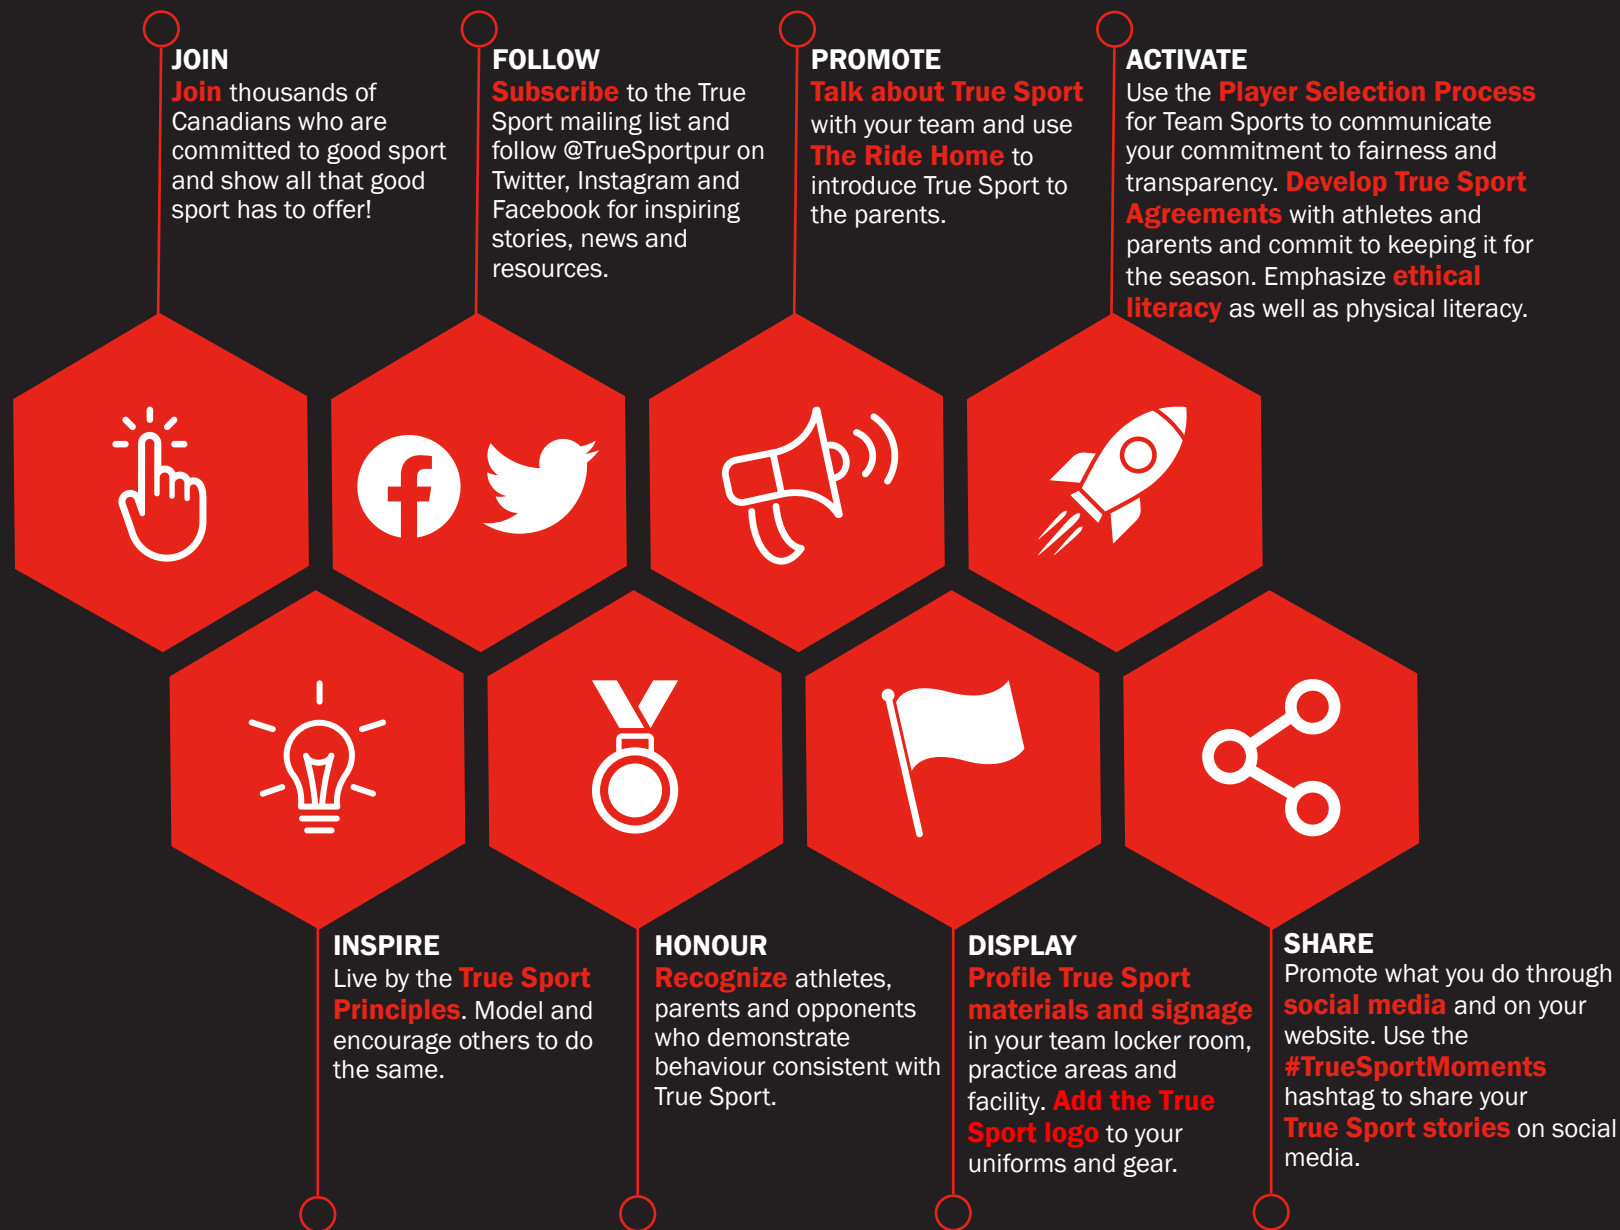 JOIN
Join thousands of
Canadians who are
committed to good sport
and show all that good
sport has to offer!
FOLLOW
Subscribe to the True
Sport mailing list and
follow @TrueSportpur on
Twitter, Instagram and
Facebook for inspiring
stories, news and
resources.
PROMOTE
Talk about True Sport
with your team and use
The Ride Home to
introduce True Sport to
the parents.
ACTIVATE
Use the Player Selection Process
for Team Sports to communicate
your commitment to fairness and
transparency. Develop True Sport
Agreements with athletes and
parents and commit to keeping it for
the season. Emphasize ethical
literacy as well as physical literacy.
INSPIRE
Live by the True Sport
Principles. Model and
encourage others to do
the same.
HONOUR
Recognize athletes,
parents and opponents
who demonstrate
behaviour consistent with
True Sport.
DISPLAY
Profile True Sport
materials and signage
in your team locker room,
practice areas and
facility. Add the True
Sport logo to your
uniforms and gear.
SHARE
Promote what you do through
social media and on your
website. Use the
#TrueSportMoments
hashtag to share your
True Sport stories on social
media.